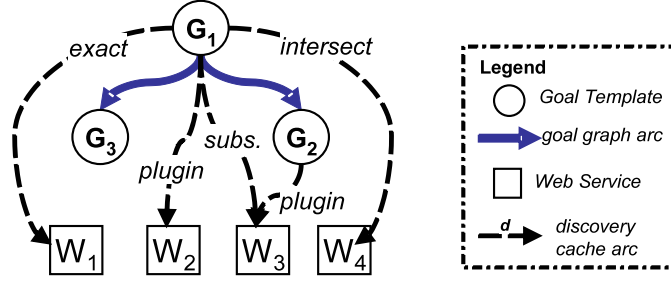 G1
exact
intersect
Legend
Goal Template
G3
subs.
G2
goal graph arc
plugin
plugin
Web Service
W1
W2
W3
W4
d
discovery
cache arc